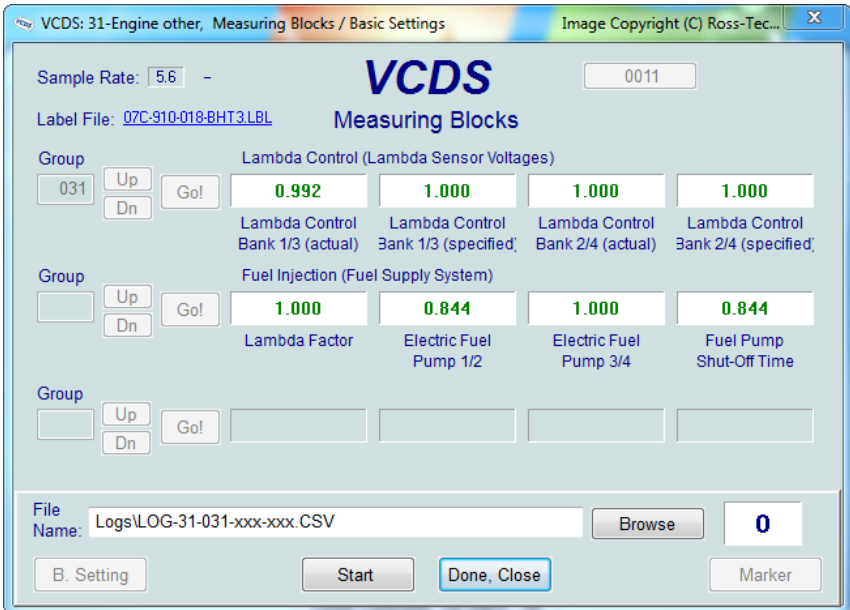 VCDS: 31-Engine other, Measuring Blocks / Basic Settings Image Copyright (C) Ross-Tec...
Sample Rate: 5.6 -
VCDS
0011
Label File: 07C-910-018-BHT3.LBL
Measuring Blocks
Group
Lambda Control (Lambda Sensor Voltages)
031 Up Dn Go! 0.992 1.000 1.000 1.000
Lambda Control Lambda Control Lambda Control Lambda Control
Bank 1/3 (actual) Bank 1/3 (specified) Bank 2/4 (actual) Bank 2/4 (specified)
Group
Fuel Injection (Fuel Supply System)
Up Dn Go! 1.000 0.844 1.000 0.844
Lambda Factor Electric Fuel Electric Fuel Fuel Pump
Pump 1/2 Pump 3/4 Shut-Off Time
Group
Up Dn Go!
File
Name: Logs\LOG-31-031-xxx-xxx.CSV Browse 0
B. Setting Start Done, Close Marker